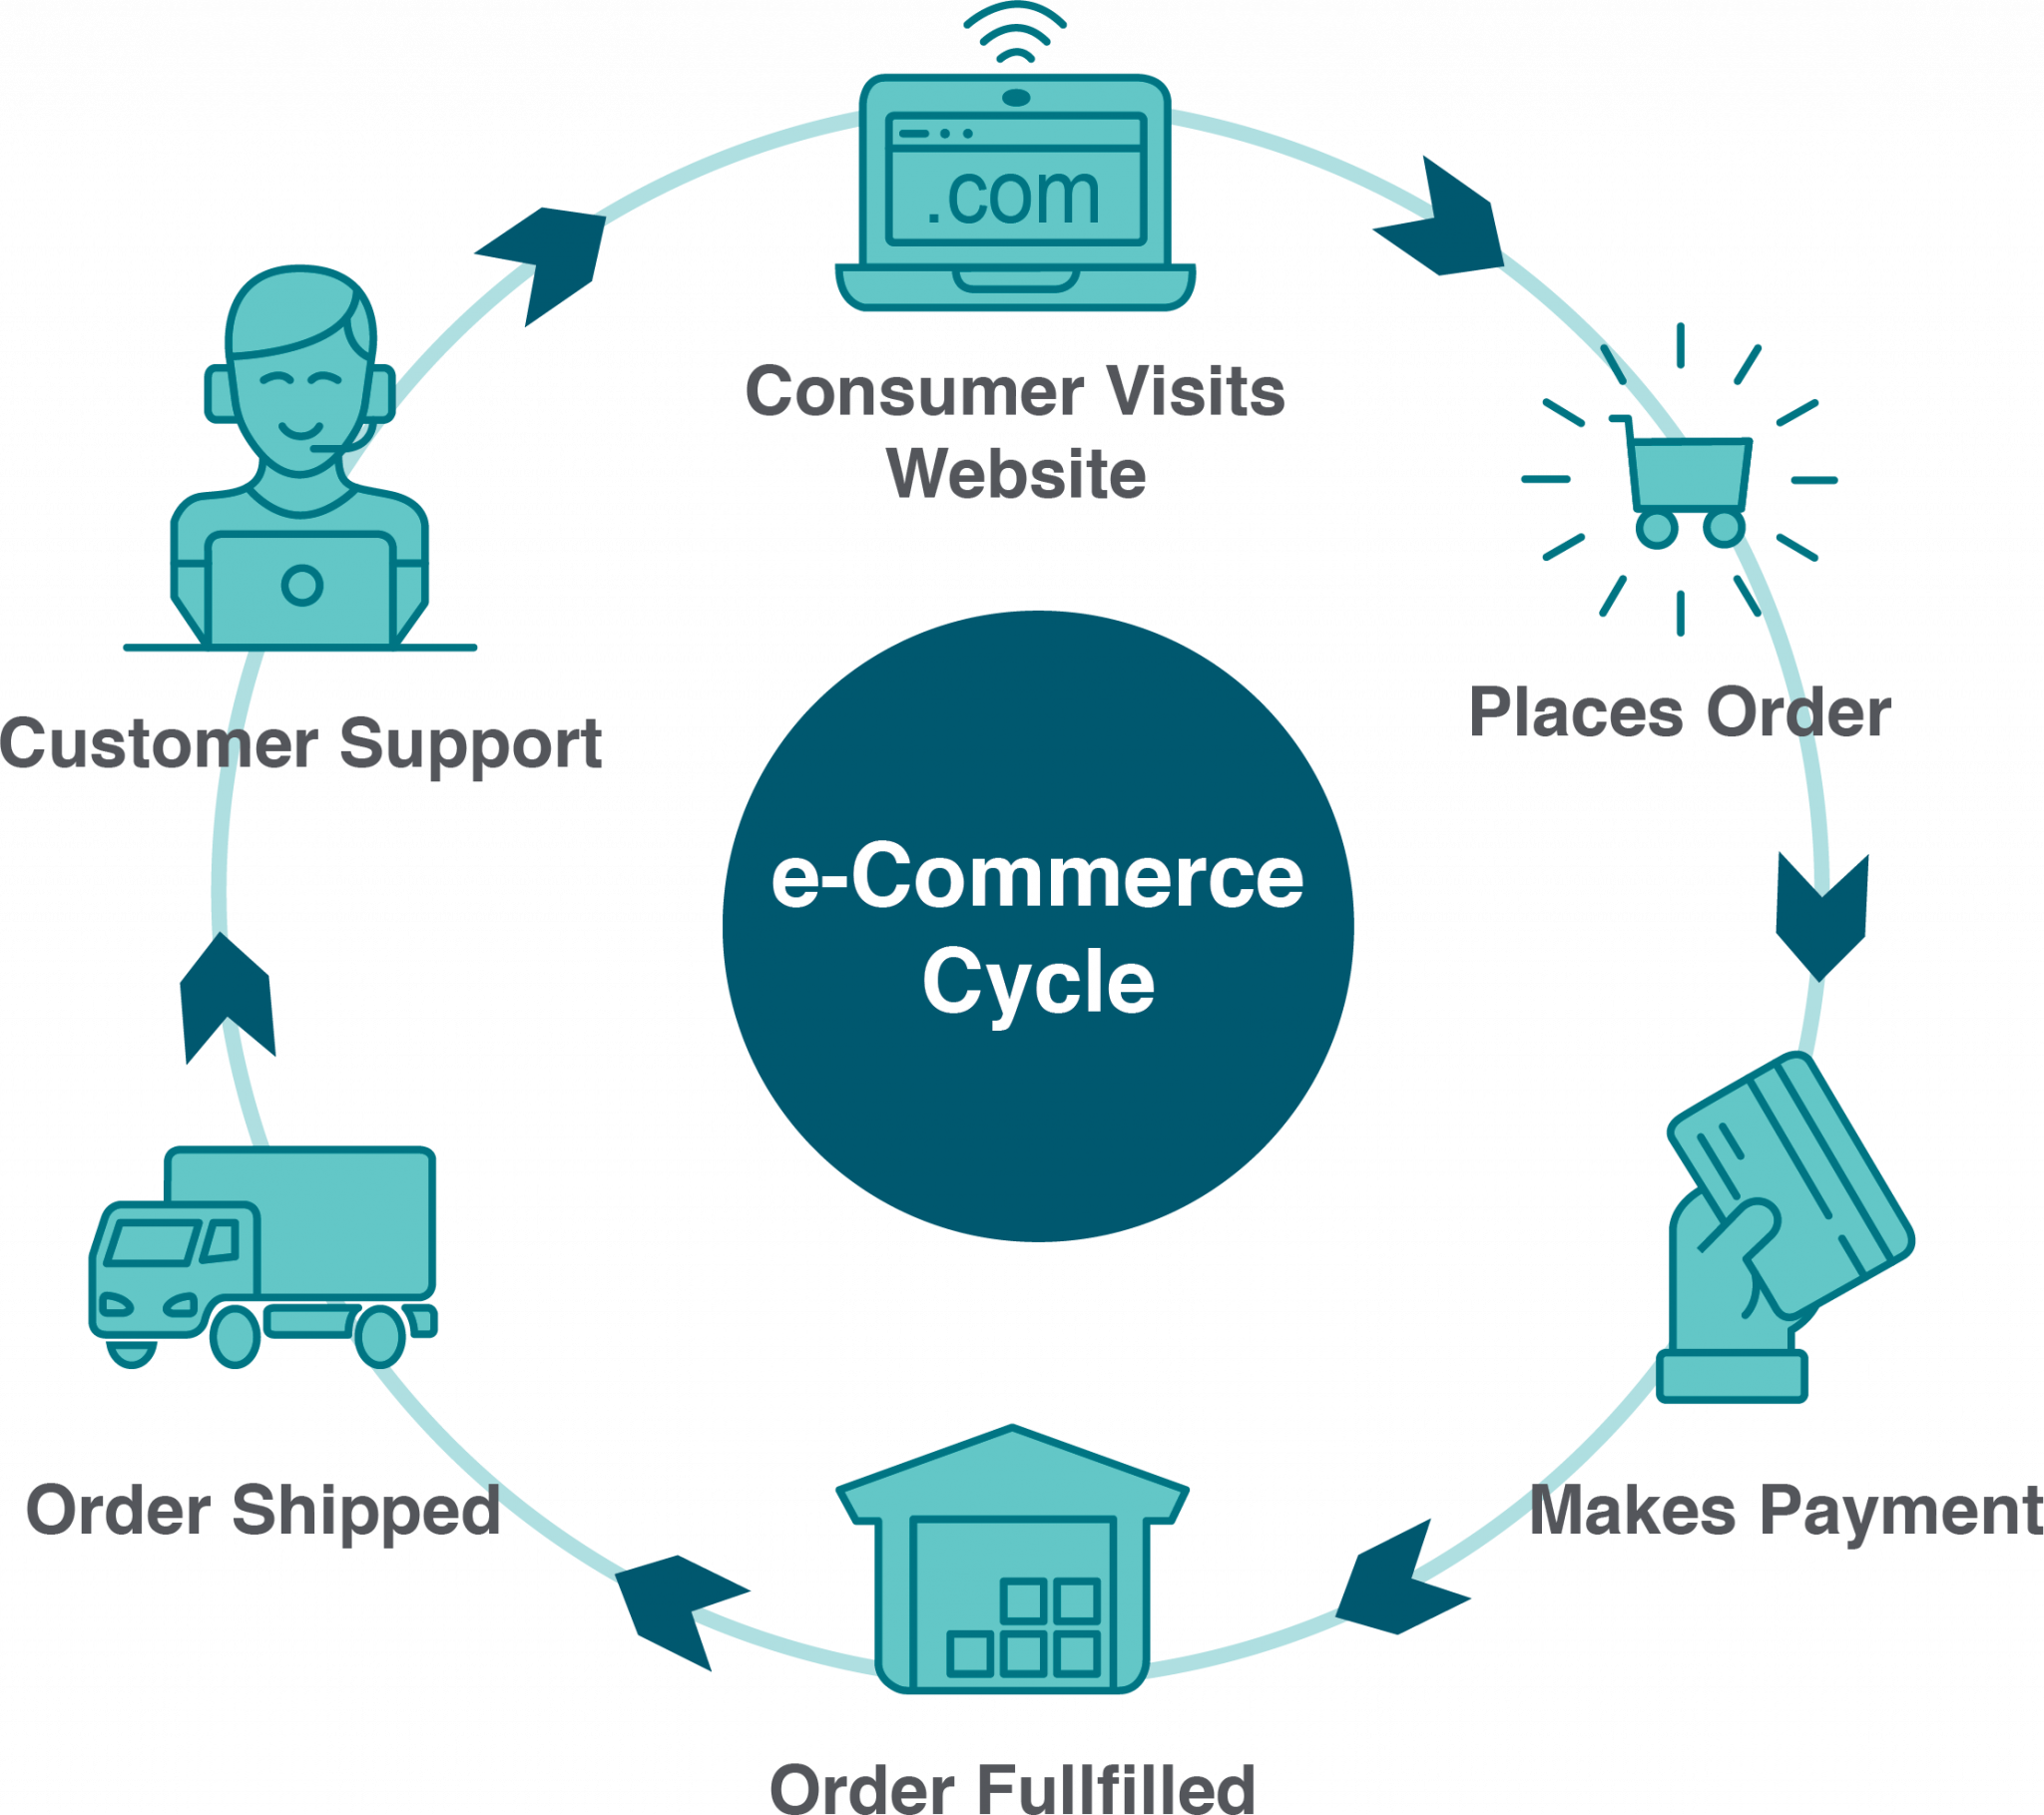 .com
Consumer Visits
Website
Places Order
Customer Support
e-Commerce
Cycle
Makes Payment
Order Shipped
Order Fullfilled